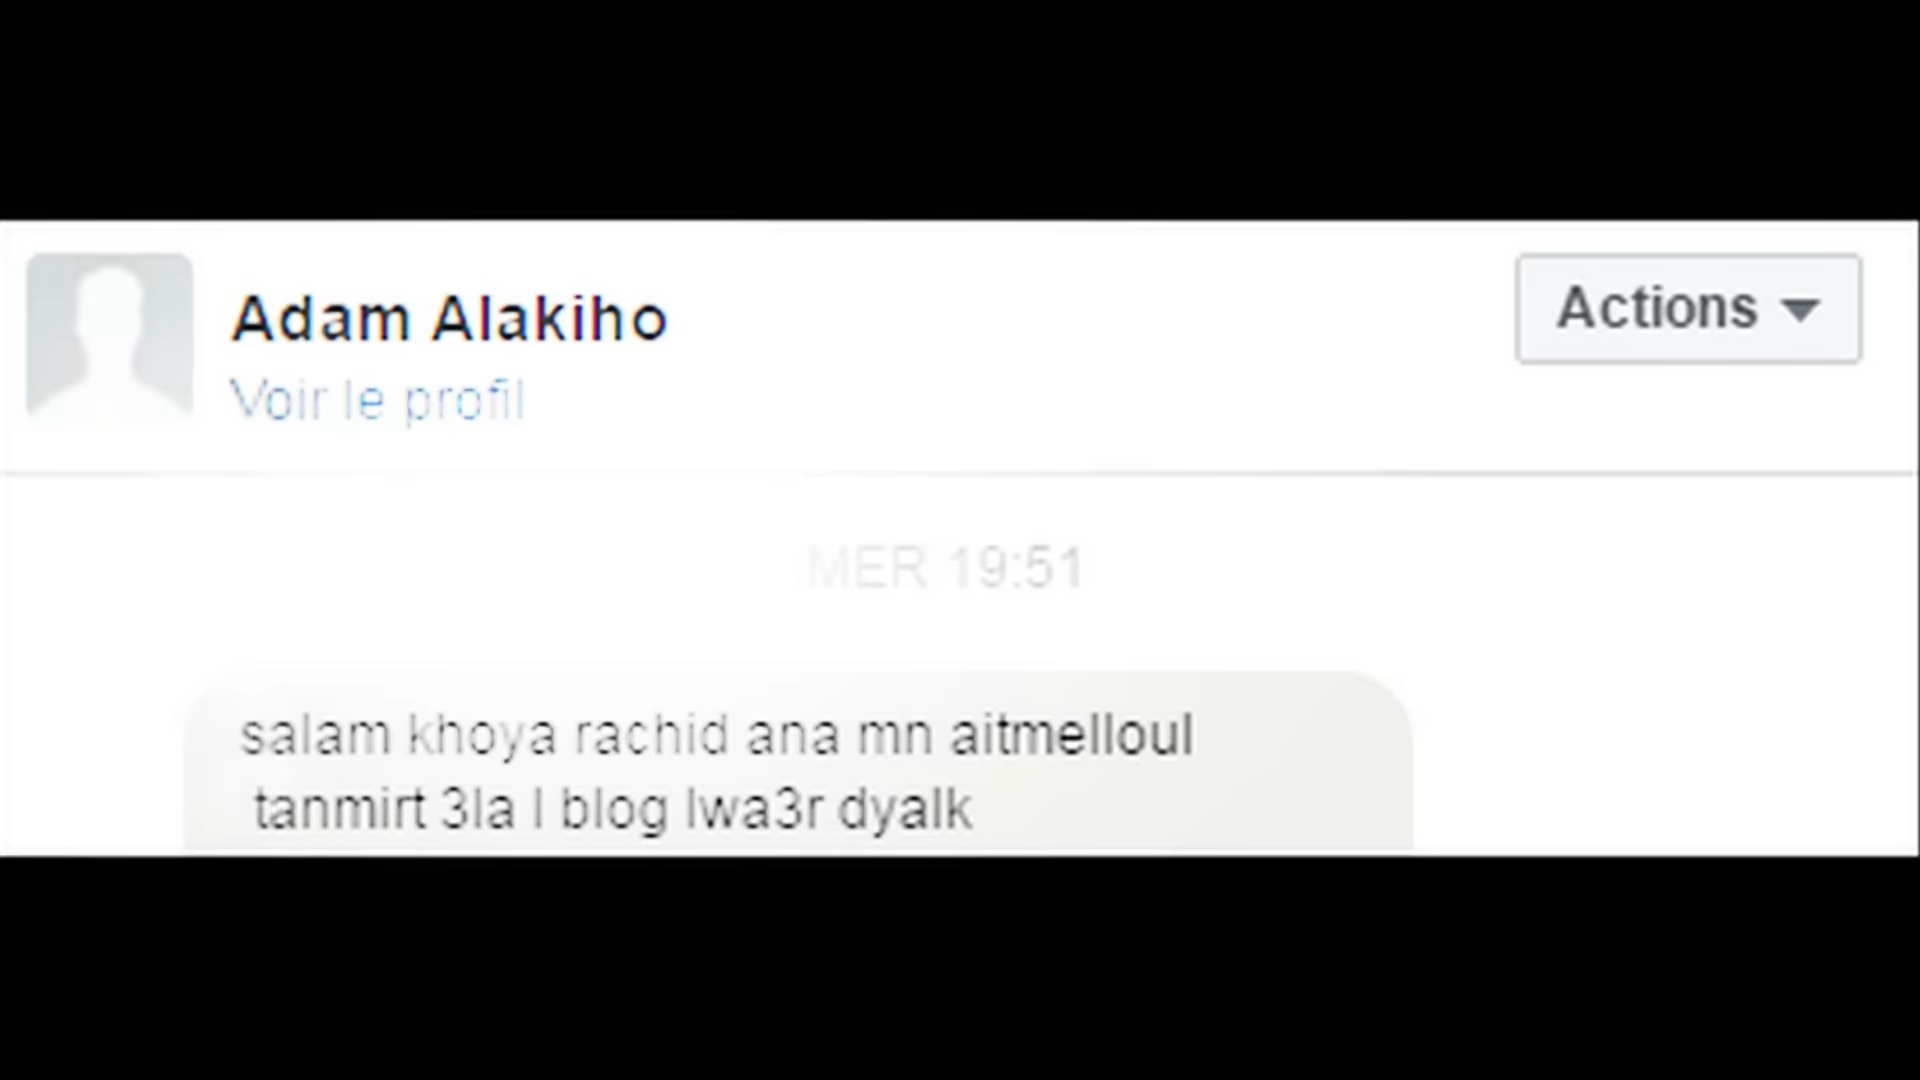 Adam Alakiho
Actions
Voir le profil
MER 19:51
salam khoya rachid ana mn aitmelloul
tanmirt 3la l blog lwa3r dyalk